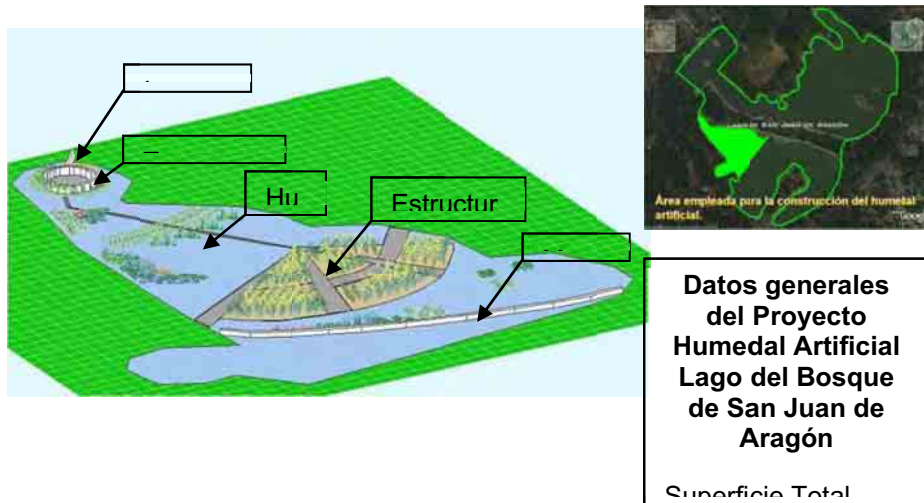 Hu
Estructur
Área empleada para la construcción del humetal
artificial.
Datos generales
del Proyecto
Humedal Artificial
Lago del Bosque
de San Juan de
Aragón
Superficie Total